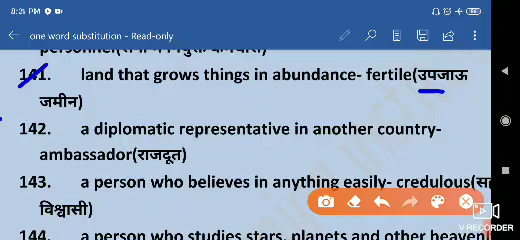 8:21 PM
one word substitution - Read-only
141. land that grows things in abundance- fertile(उपजाऊ
जमीन)
142. a diplomatic representative in another country-
ambassador(राजदूत)
143. a person who believes in anything easily- credulous(
विश्वासी)
144. a person who studies stars, planets and other heavenl
V RECORDER